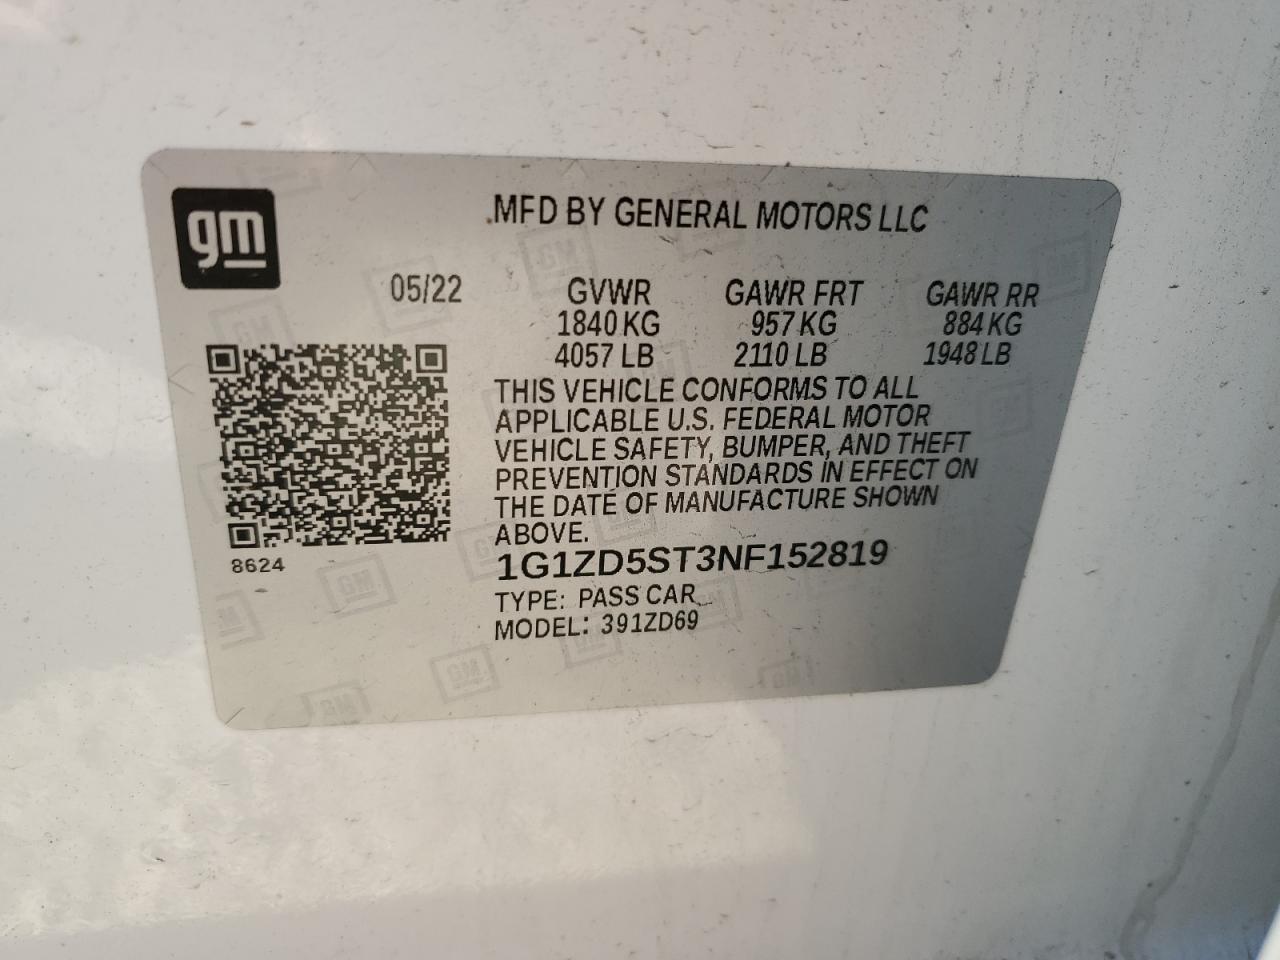 gm
.MFD BY GENERAL MOTORS LLC
05/22 GVWR GAWR FRT GAWR RR
1840 KG 957 KG 884 KG
4057 LB 2110 LB 1948 LB
THIS VEHICLE CONFORMS TO ALL
APPLICABLE U.S. FEDERAL MOTOR
VEHICLE SAFETY, BUMPER, AND THEFT
PREVENTION STANDARDS IN EFFECT ON
THE DATE OF MANUFACTURE SHOWN
ABOVE.
8624
1G1ZD5ST3NF152819
TYPE: PASS CAR
MODEL: 391ZD69